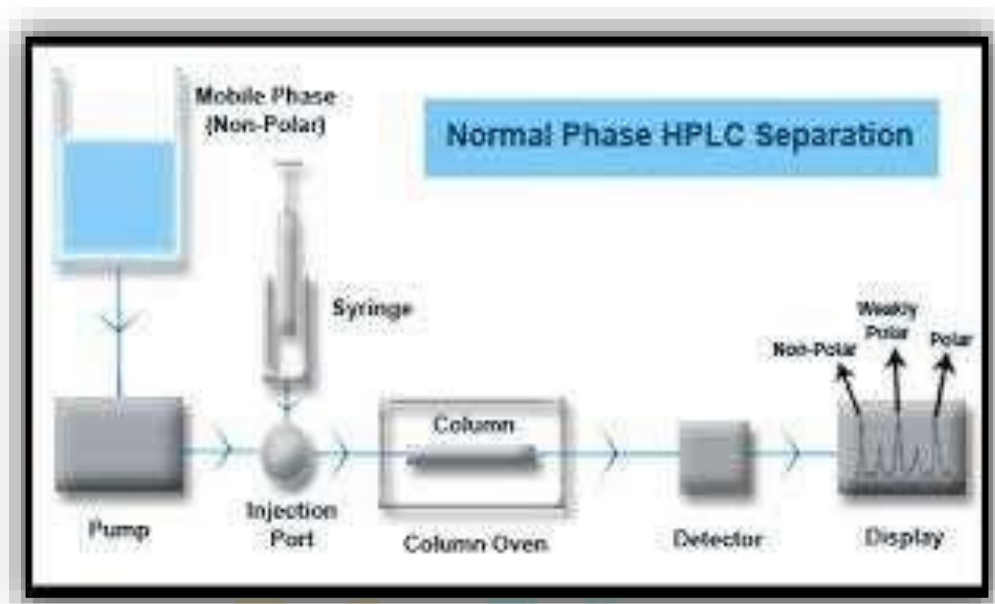 Mobile Phase
(Non-Polar)
Normal Phase HPLC Separation
Syringe
Non-Polar
Weakly
Polar
Polar
Column
Pump
Injection
Port
Column Oven
Detector
Display